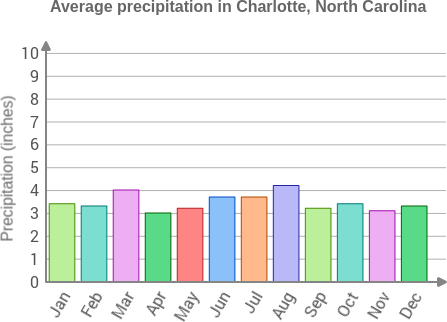 Average precipitation in Charlotte, North Carolina
Precipitation (inches)
10
9
8
7
6
5
4
3
2
1
0
Jan
Feb
Mar
Apr
May
Jun
Jul
Aug
Sep
Oct
Nov
Dec